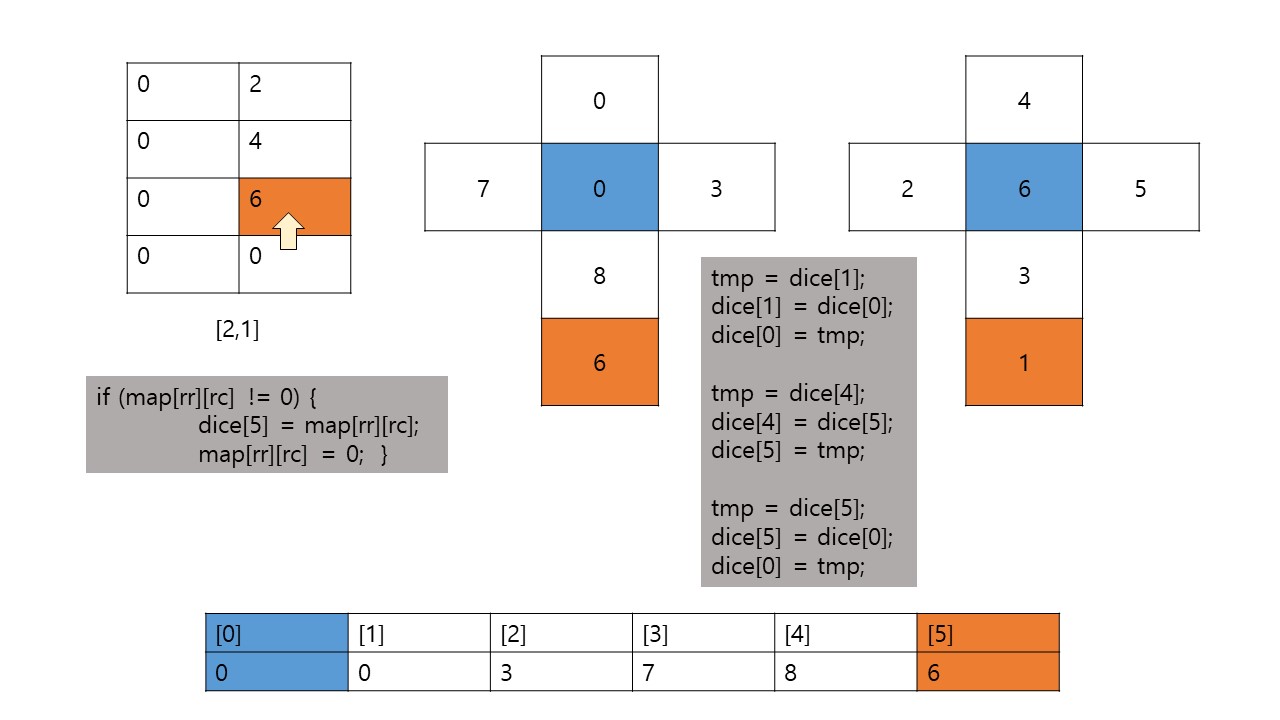 0 2
0 4
0 6
0 0
[2,1]
if (map[rr][rc] != 0) {
dice[5] = map[rr][rc];
map[rr][rc] = 0; }
0
7 0 3
8
6
4
2 6 5
3
1
tmp = dice[1];
dice[1] = dice[0];
dice[0] = tmp;
tmp = dice[4];
dice[4] = dice[5];
dice[5] = tmp;
tmp = dice[5];
dice[5] = dice[0];
dice[0] = tmp;
[0] [1] [2] [3] [4] [5]
0 0 3 7 8 6